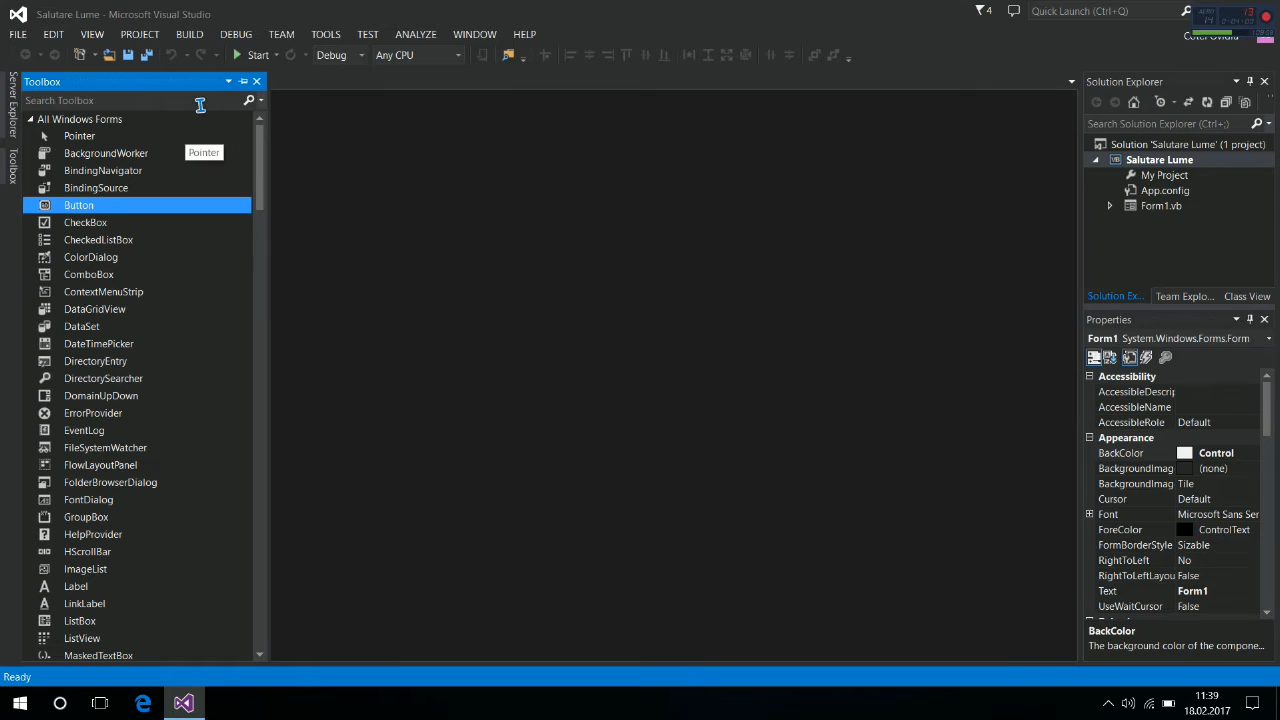 Salutare Lume - Microsoft Visual Studio
4
Quick Launch (Ctrl+Q)
FILE EDIT VIEW PROJECT BUILD DEBUG TEAM TOOLS TEST ANALYZE WINDOW HELP
Start Debug Any CPU
Server Explorer
Toolbox
Toolbox
Search Toolbox
All Windows Forms
Pointer
BackgroundWorker
Pointer
BindingNavigator
BindingSource
Button
CheckBox
CheckedListBox
ColorDialog
ComboBox
ContextMenuStrip
DataGridView
DataSet
DateTimePicker
DirectoryEntry
DirectorySearcher
DomainUpDown
ErrorProvider
EventLog
FileSystemWatcher
FlowLayoutPanel
FolderBrowserDialog
FontDialog
GroupBox
HelpProvider
HScrollBar
ImageList
Label
LinkLabel
ListBox
ListView
MaskedTextBox
Solution Explorer
Search Solution Explorer (Ctrl+;)
Solution 'Salutare Lume' (1 project)
VB Salutare Lume
My Project
App.config
Form1.vb
Solution Ex... Team Explo... Class View
Properties
Form1 System.Windows.Forms.Form
Accessibility
AccessibleDescrip
AccessibleName
AccessibleRole Default
Appearance
BackColor Control
BackgroundImag (none)
BackgroundImag Tile
Cursor Default
Font Microsoft Sans Ser
ForeColor ControlText
FormBorderStyle Sizable
RightToLeft No
RightToLeftLayou False
Text Form1
UseWaitCursor False
BackColor
The background color of the compone...
Ready
11:39
18.02.2017